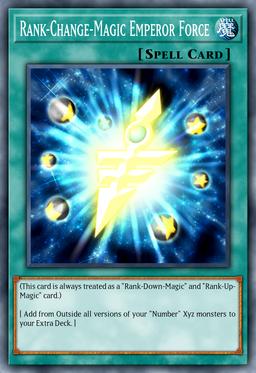 Rank-Change-Magic Emperor Force
[Spell Card]
(This card is always treated as a "Rank-Down-Magic" and "Rank-Up-
Magic" card.)
| Add from Outside all versions of your "Number" Xyz monsters to
your Extra Deck. |